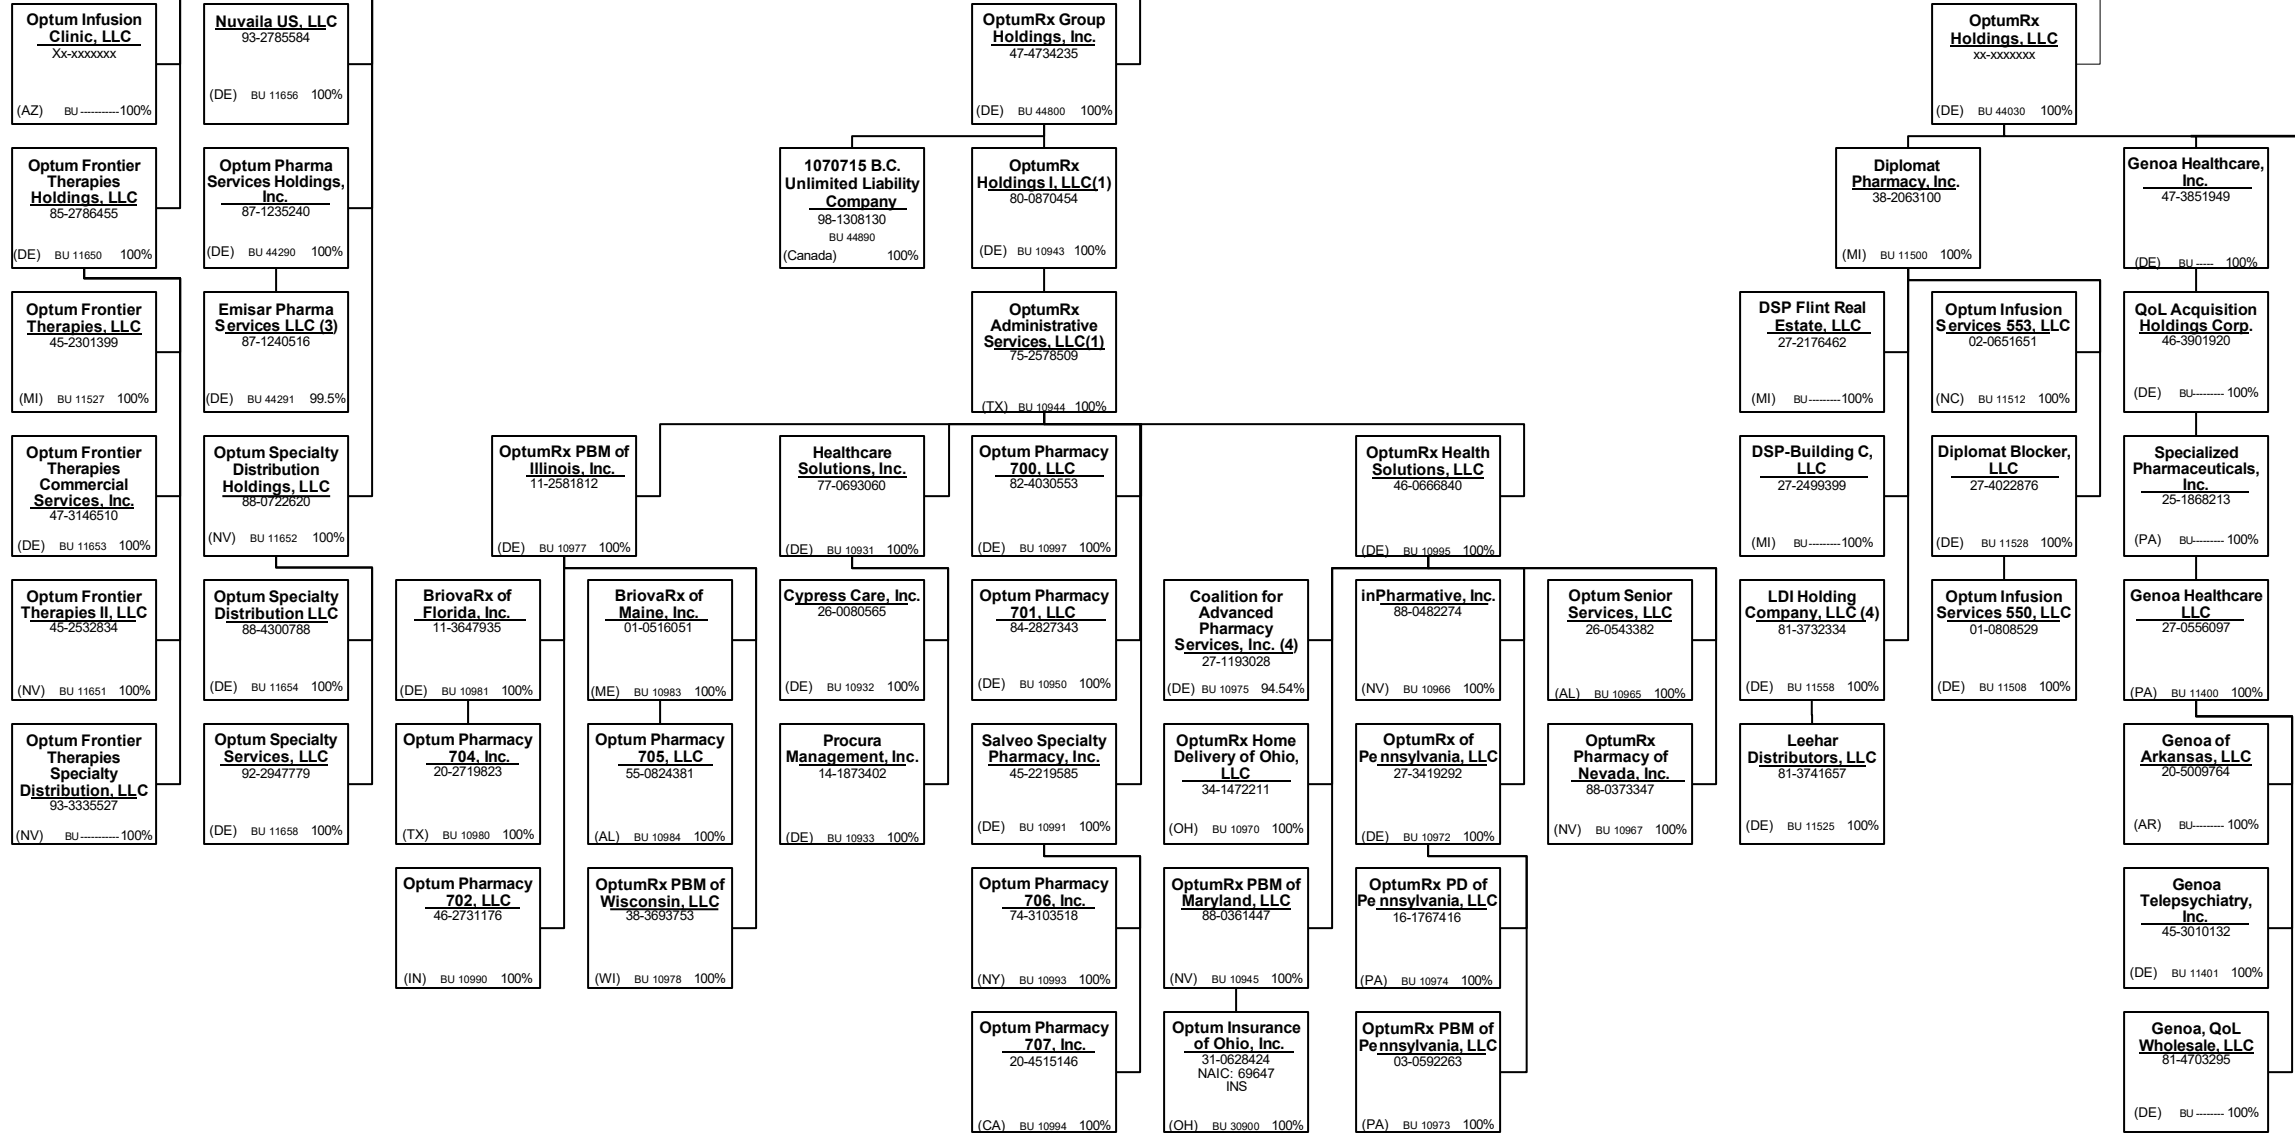 Optum Infusion
Clinic, LLC
Xx-xxxxxxx
(AZ) BU -----------100%
Nuvaila US, LLC
93-2785584
(DE) BU 11656 100%
OptumRx Group
Holdings, Inc.
47-4734235
(DE) BU 44800 100%
OptumRx
Holdings, LLC
xx-xxxxxxx
(DE) BU 44030 100%
Optum Frontier
Therapies
Holdings, LLC
85-2786455
(DE) BU 11650 100%
Optum Pharma
Services Holdings,
Inc.
87-1235240
(DE) BU 44290 100%
1070715 B.C.
Unlimited Liability
Company
98-1308130
BU 44890
(Canada) 100%
OptumRx
Holdings I, LLC(1)
80-0870454
(DE) BU 10943 100%
Diplomat
Pharmacy, Inc.
38-2063100
(MI) BU 11500 100%
Genoa Healthcare,
Inc.
47-3851949
(DE) BU ----- 100%
Optum Frontier
Therapies, LLC
45-2301399
(MI) BU 11527 100%
Emisar Pharma
Services LLC (3)
87-1240516
(DE) BU 44291 99.5%
OptumRx
Administrative
Services, LLC(1)
75-2578509
(TX) BU 10944 100%
DSP Flint Real
Estate, LLC
27-2176462
(MI) BU---------100%
Optum Infusion
Services 553, LLC
02-0651651
(NC) BU 11512 100%
QoL Acquisition
Holdings Corp.
46-3901920
(DE) BU--------- 100%
Optum Frontier
Therapies
Commercial
Services, Inc.
47-3146510
(DE) BU 11653 100%
Optum Specialty
Distribution
Holdings, LLC
88-0722620
(NV) BU 11652 100%
OptumRx PBM of
Illinois, Inc.
11-2581812
(DE) BU 10977 100%
Healthcare
Solutions, Inc.
77-0693060
(DE) BU 10931 100%
Optum Pharmacy
700, LLC
82-4030553
(DE) BU 10997 100%
OptumRx Health
Solutions, LLC
46-0666840
(DE) BU 10995 100%
DSP-Building C,
LLC
27-2499399
(MI) BU---------100%
Diplomat Blocker,
LLC
27-4022876
(DE) BU 11528 100%
Specialized
Pharmaceuticals,
Inc.
25-1868213
(PA) BU--------- 100%
Optum Frontier
Therapies II, LLC
45-2532834
(NV) BU 11651 100%
Optum Specialty
Distribution LLC
88-4300788
(DE) BU 11654 100%
BriovaRx of
Florida, Inc.
11-3647935
(DE) BU 10981 100%
BriovaRx of
Maine, Inc.
01-0516051
(ME) BU 10983 100%
Cypress Care, Inc.
26-0080565
(DE) BU 10932 100%
Optum Pharmacy
701, LLC
84-2827343
(DE) BU 10950 100%
Coalition for
Advanced
Pharmacy
Services, Inc. (4)
27-1193028
(DE) BU 10975 94.54%
inPharmative, Inc.
88-0482274
(NV) BU 10966 100%
Optum Senior
Services, LLC
26-0543382
(AL) BU 10965 100%
LDI Holding
Company, LLC (4)
81-3732334
(DE) BU 11558 100%
Optum Infusion
Services 550, LLC
01-0808529
(DE) BU 11508 100%
Genoa Healthcare
LLC
27-0556097
(PA) BU 11400 100%
Optum Frontier
Therapies
Specialty
Distribution, LLC
93-3335527
(NV) BU-----------100%
Optum Specialty
Services, LLC
92-2947779
(DE) BU 11658 100%
Optum Pharmacy
704, Inc.
20-2719823
(TX) BU 10980 100%
Optum Pharmacy
705, LLC
55-0824381
(AL) BU 10984 100%
Procura
Management, Inc.
14-1873402
(DE) BU 10933 100%
Salveo Specialty
Pharmacy, Inc.
45-2219585
(DE) BU 10991 100%
OptumRx Home
Delivery of Ohio,
LLC
34-1472211
(OH) BU 10970 100%
OptumRx of
Pennsylvania, LLC
27-3419292
(DE) BU 10972 100%
OptumRx
Pharmacy of
Nevada, Inc.
88-0373347
(NV) BU 10967 100%
Leehar
Distributors, LLC
81-3741657
(DE) BU 11525 100%
Genoa of
Arkansas, LLC
20-5009764
(AR) BU--------- 100%
Optum Pharmacy
702, LLC
46-2731176
(IN) BU 10990 100%
OptumRx PBM of
Wisconsin, LLC
38-3693753
(WI) BU 10978 100%
Optum Pharmacy
706, Inc.
74-3103518
(NY) BU 10993 100%
OptumRx PBM of
Maryland, LLC
88-0361447
(NV) BU 10945 100%
OptumRx PD of
Pennsylvania, LLC
16-1767416
(PA) BU 10974 100%
Genoa
Telepsychiatry,
Inc.
45-3010132
(DE) BU 11401 100%
Optum Pharmacy
707, Inc.
20-4515146
(CA) BU 10994 100%
Optum Insurance
of Ohio, Inc.
31-0628424
NAIC: 69647
INS
(OH) BU 30900 100%
OptumRx PBM of
Pennsylvania, LLC
03-0592263
(PA) BU 10973 100%
Genoa, QoL
Wholesale, LLC
81-4703295
(DE) BU -------- 100%